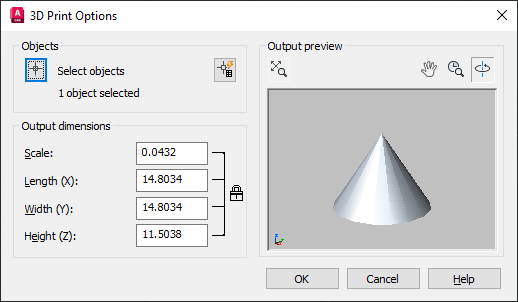 3D Print Options
Objects
Select objects
1 object selected
Output dimensions
Scale: 0.0432
Length (X): 14.8034
Width (Y): 14.8034
Height (Z): 11.5038
Output preview
OK Cancel Help